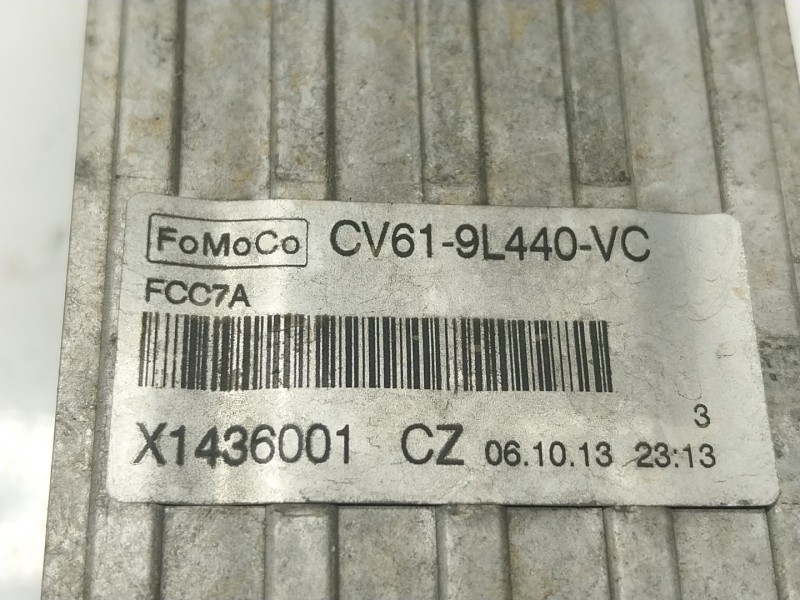 FoMoCo CV61-9L440-VC
FCC7A
3
X1436001 CZ 06.10.13 23:13